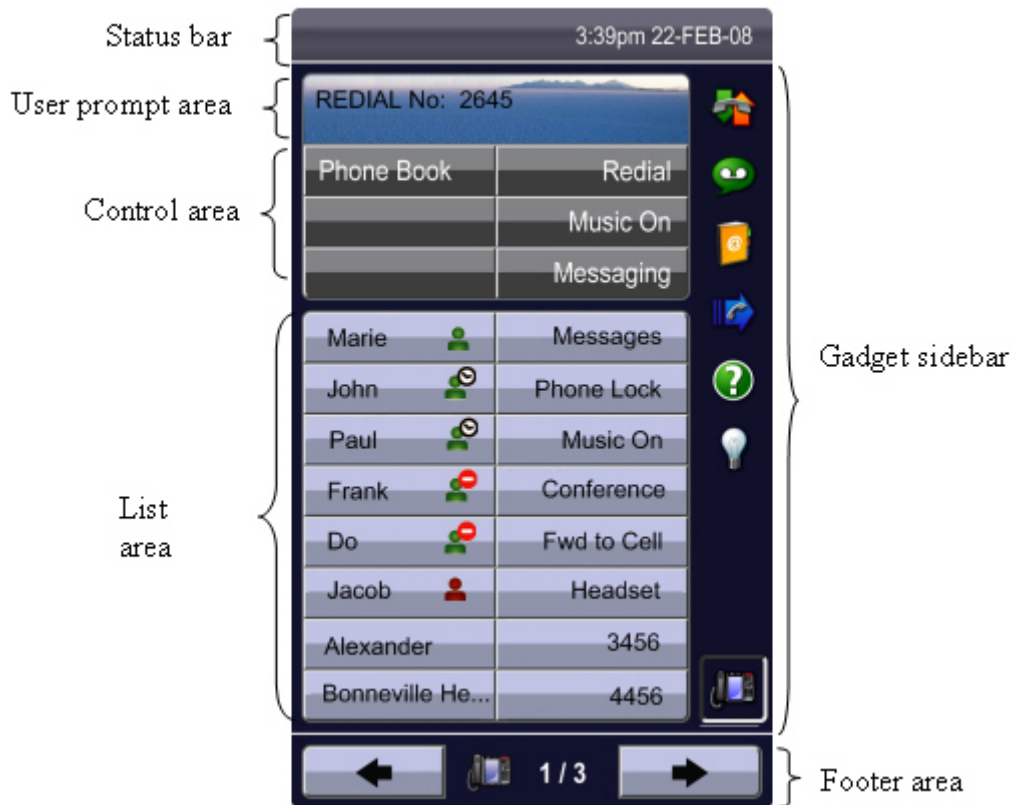 Status bar
3:39pm 22-FEB-08
User prompt area
REDIAL No: 2645
Control area
Phone Book Redial
Music On
Messaging
List
area
Marie Messages
John Phone Lock
Paul Music On
Frank Conference
Do Fwd to Cell
Jacob Headset
Alexander 3456
Bonneville He... 4456
Gadget sidebar
@
?
1 / 3
Footer area